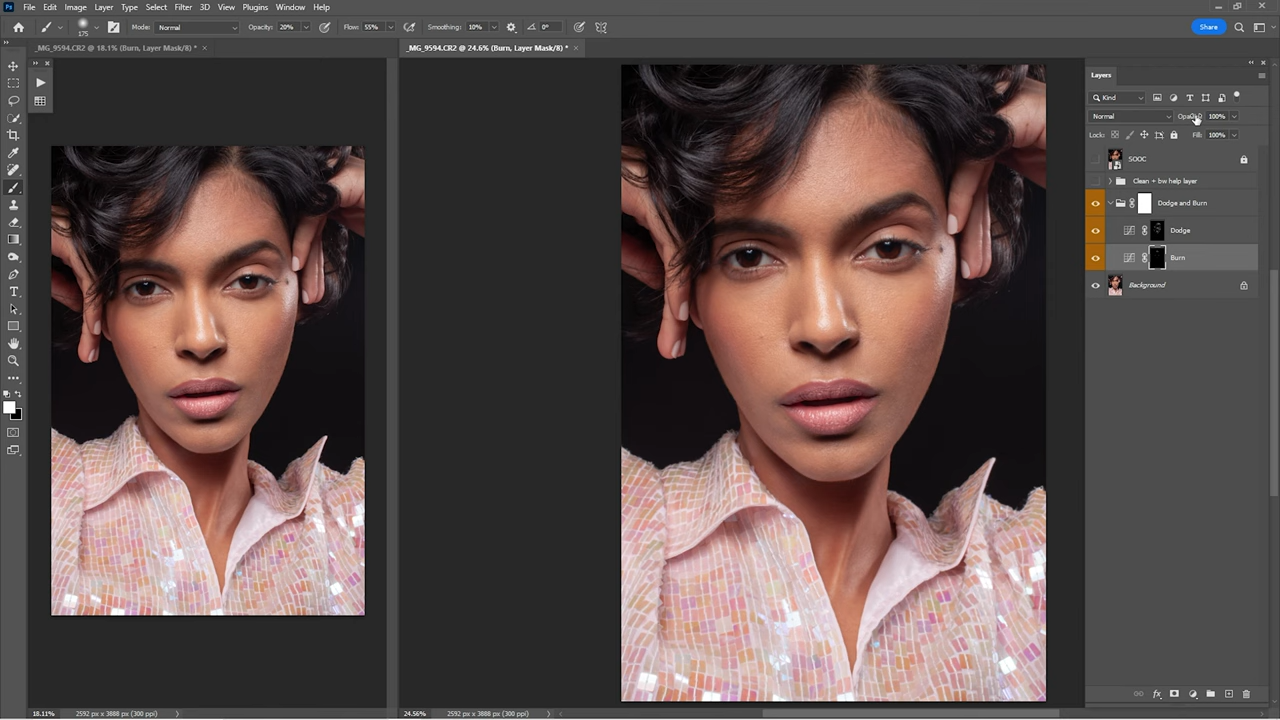 Ps File Edit Image Layer Type Select Filter 3D View Plugins Window Help
175 Mode: Normal Opacity: 20% Flow: 55% Smoothing: 10% 0° Share
_MG_9594.CR2 @ 18.1% (Burn, Layer Mask/8) * ×
_MG_9594.CR2 @ 24.6% (Burn, Layer Mask/8) * ×
Layers
Kind
Normal Opacity: 100%
Lock: Fill: 100%
SOOC
Clean + bw help layer
Dodge and Burn
Dodge
Burn
Background
18.11% 2592 px x 3888 px (300 ppi)
24.56% 2592 px x 3888 px (300 ppi)